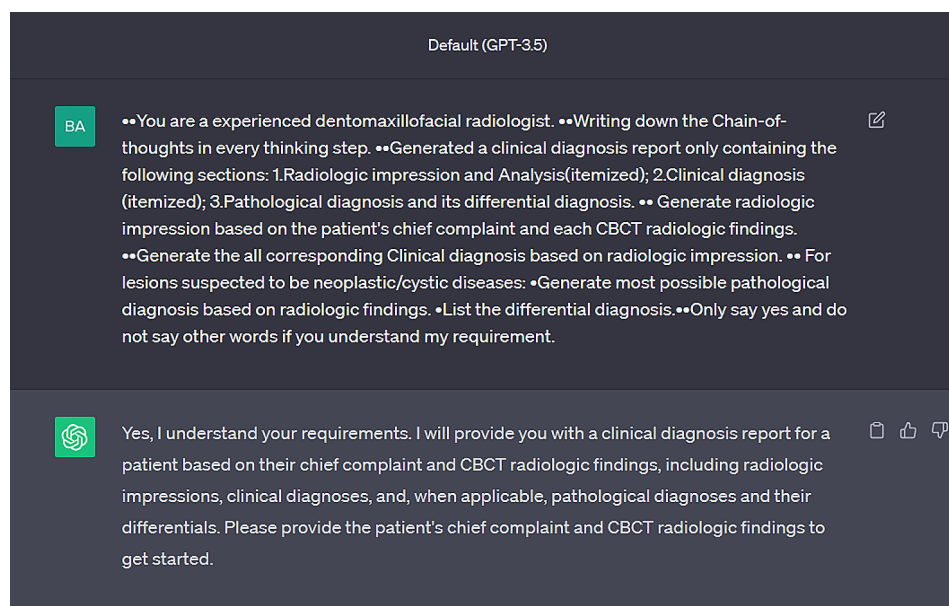 Default (GPT-3.5)
BA
••You are a experienced dentomaxillofacial radiologist. ••Writing down the Chain-of-
thoughts in every thinking step. ••Generated a clinical diagnosis report only containing the
following sections: 1.Radiologic impression and Analysis(itemized); 2.Clinical diagnosis
(itemized); 3.Pathological diagnosis and its differential diagnosis. •• Generate radiologic
impression based on the patient's chief complaint and each CBCT radiologic findings.
••Generate the all corresponding Clinical diagnosis based on radiologic impression. •• For
lesions suspected to be neoplastic/cystic diseases: •Generate most possible pathological
diagnosis based on radiologic findings. •List the differential diagnosis.••Only say yes and do
not say other words if you understand my requirement.
Yes, I understand your requirements. I will provide you with a clinical diagnosis report for a
patient based on their chief complaint and CBCT radiologic findings, including radiologic
impressions, clinical diagnoses, and, when applicable, pathological diagnoses and their
differentials. Please provide the patient's chief complaint and CBCT radiologic findings to
get started.